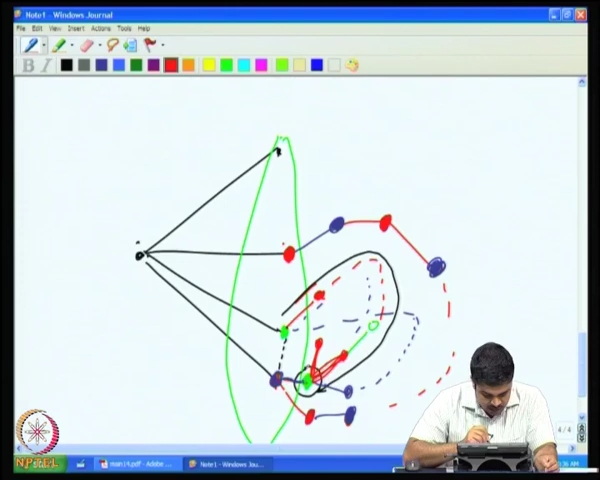 Note1 - Windows Journal
File Edit View Insert Actions Tools Help
B I
4/4
NPTEL
main14.pdf - Adobe ...
Note1 - Windows Jou...